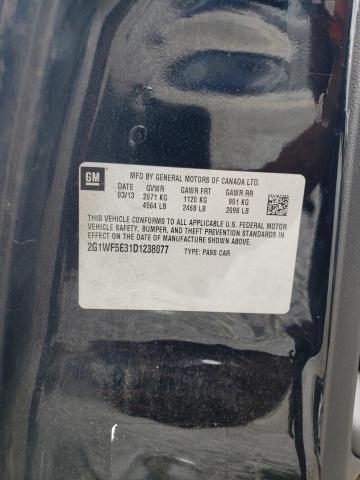 GM
MFD BY GENERAL MOTORS OF CANADA LTD.
DATE GVWR GAWR FRT GAWR RR
03/13 2071 KG 1120 KG 951 KG
4564 LB 2468 LB 2096 LB
THIS VEHICLE CONFORMS TO ALL APPLICABLE U.S. FEDERAL MOTOR
VEHICLE SAFETY, BUMPER, AND THEFT PREVENTION STANDARDS IN
EFFECT ON THE DATE OF MANUFACTURE SHOWN ABOVE.
2G1WF5E31D1238077 TYPE: PASS CAR